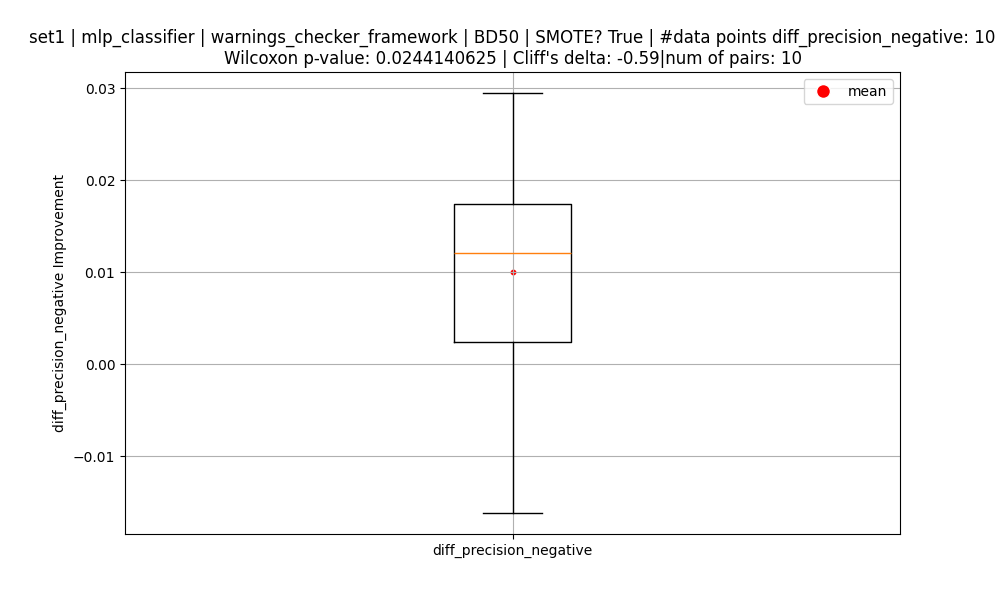 set1 | mlp_classifier | warnings_checker_framework | BD50 | SMOTE? True | #data points diff_precision_negative: 10
Wilcoxon p-value: 0.0244140625 | Cliff's delta: -0.59|num of pairs: 10
mean
0.03
0.02
0.01
0.00
−0.01
diff_precision_negative Improvement
diff_precision_negative